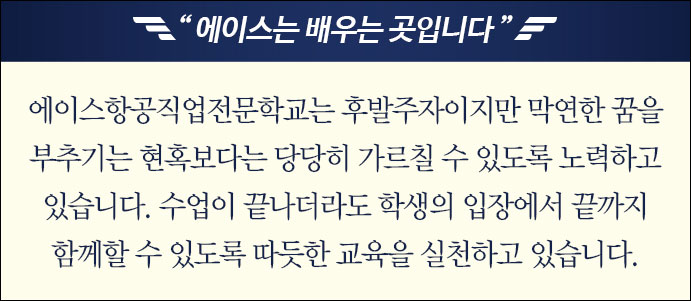 “ 에이스는 배우는 곳입니다 ”
에이스항공직업전문학교는 후발주자이지만 막연한 꿈을
부추기는 현혹보다는 당당히 가르칠 수 있도록 노력하고
있습니다. 수업이 끝나더라도 학생의 입장에서 끝까지
함께할 수 있도록 따듯한 교육을 실천하고 있습니다.